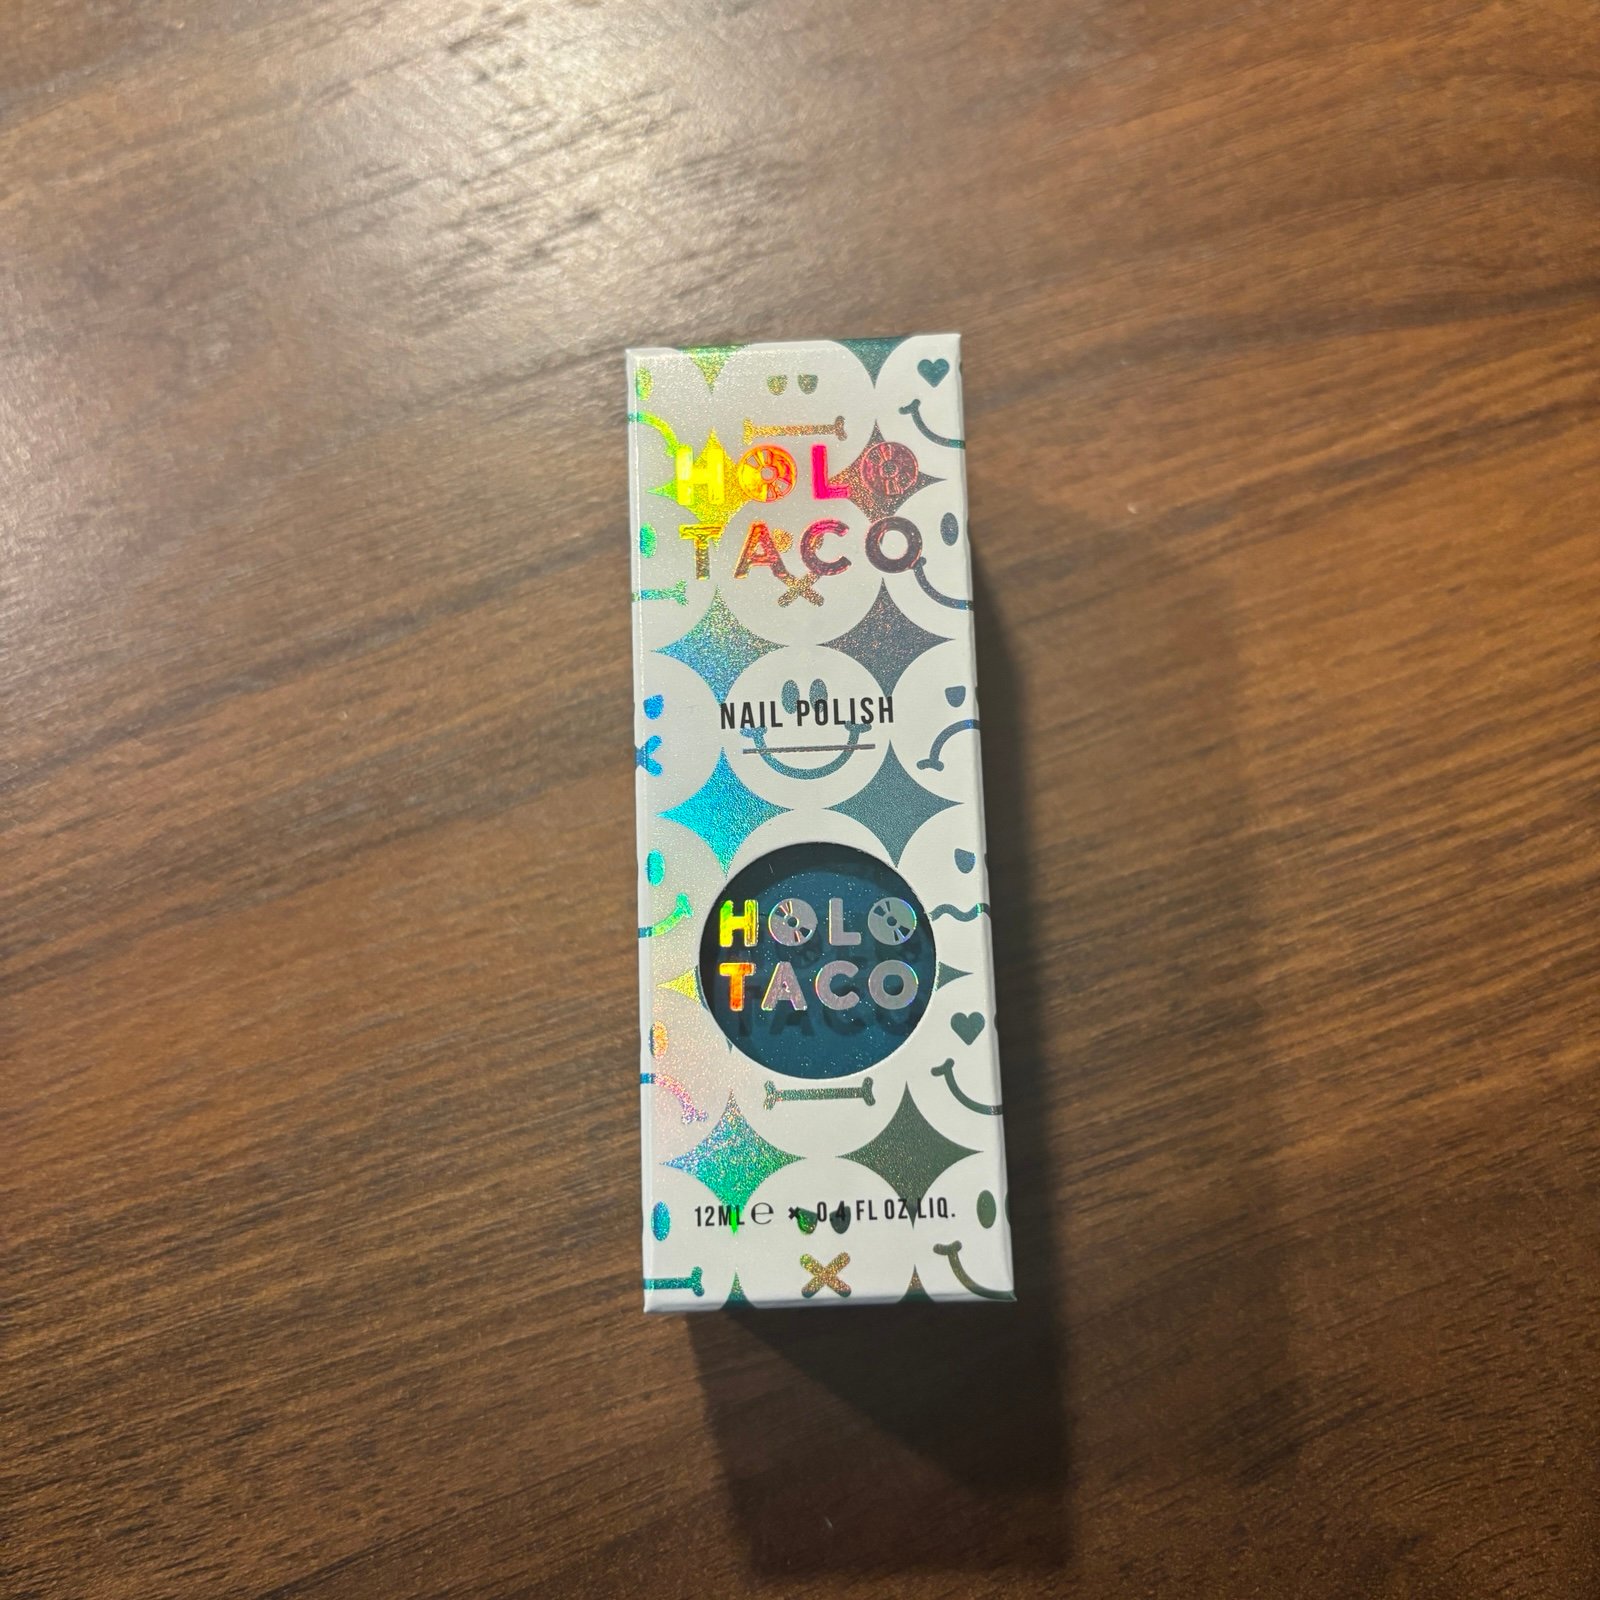 HOLO
TACO
NAIL POLISH
HOLO
TACO
12ML ℮ × 0.4 FL OZ LIQ.